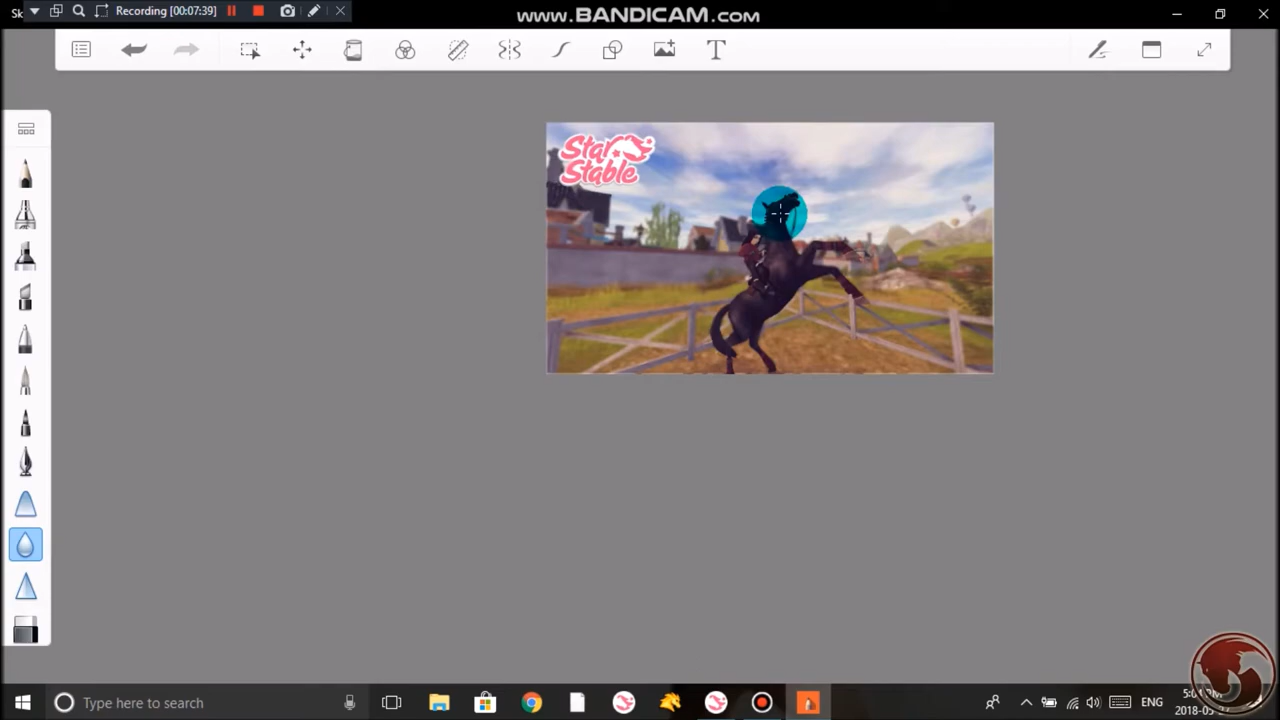 Sk
Recording [00:07:39]
www.BANDICAM.com
T
Star
Stable
Type here to search
ENG